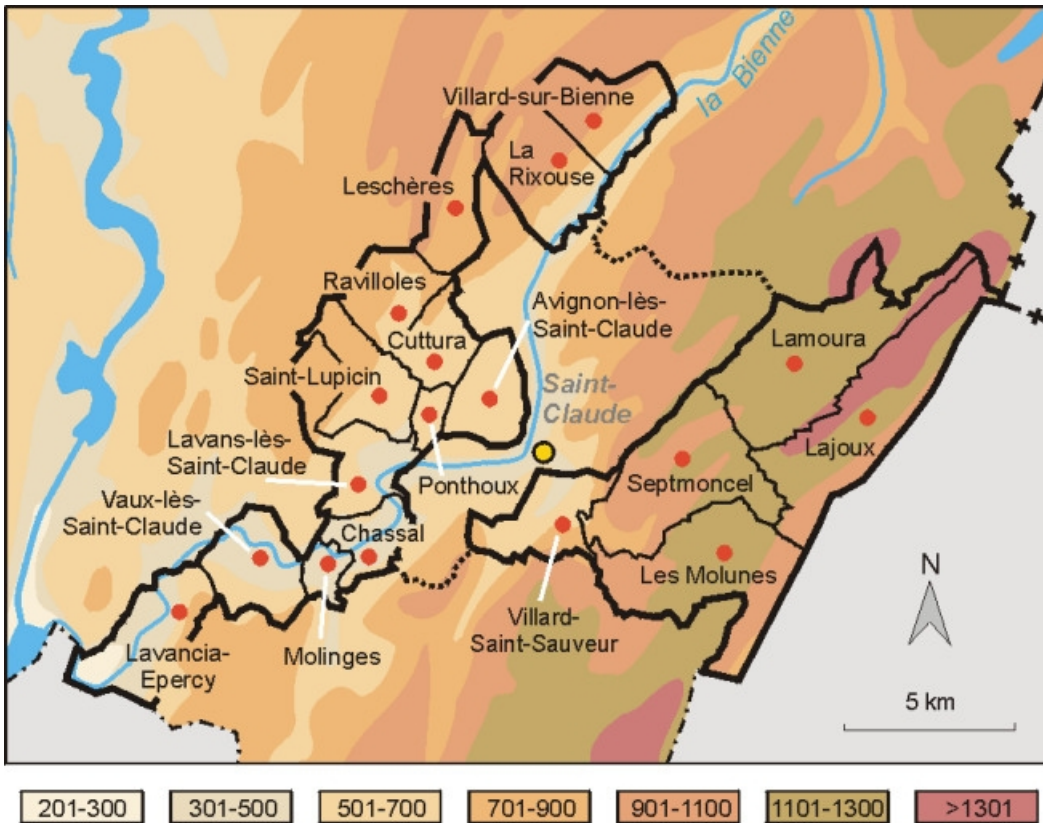 la Bienne
Villard-sur-Bienne
La
Rixouse
Leschères
Ravilloles
Avignon-lès-
Saint-Claude
Cuttura
Lamoura
Saint-Lupicin
Saint-
Claude
Lajoux
Lavans-lès-
Saint-Claude
Ponthoux
Septmoncel
Vaux-lès-
Saint-Claude
Chassal
Les Molunes
N
Villard-
Saint-Sauveur
Molinges
Lavancia-
Epercy
5 km
201-300
301-500
501-700
701-900
901-1100
1101-1300
>1301